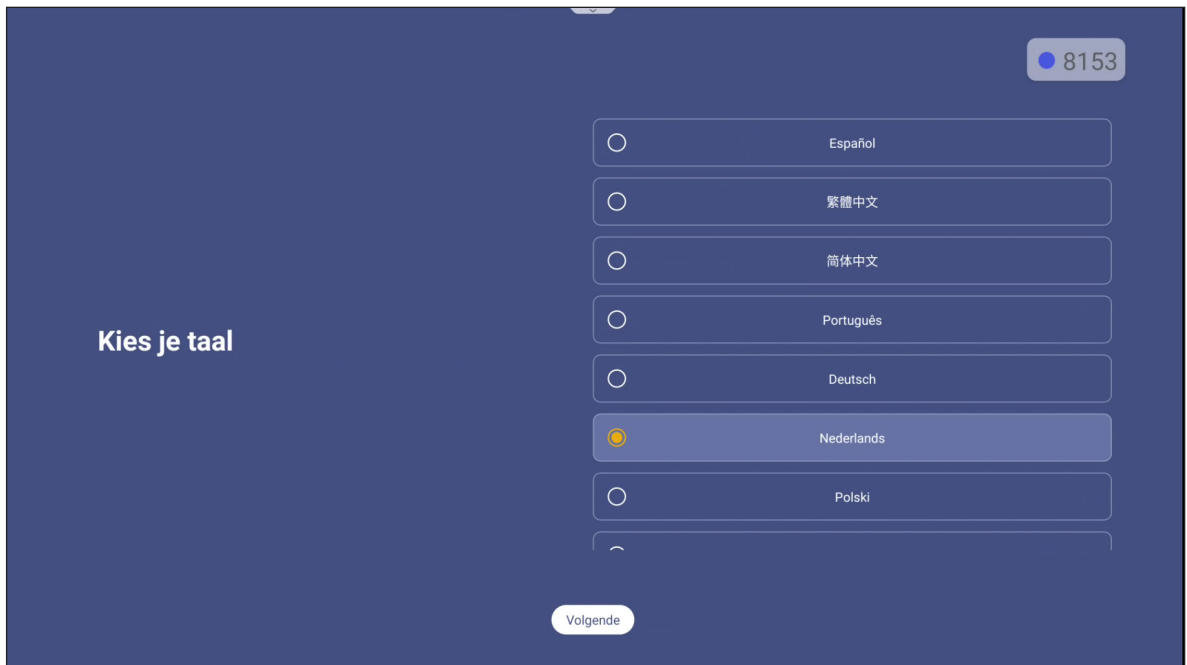 8153
Español
繁體中文
简体中文
Português
Kies je taal
Deutsch
Nederlands
Polski
Volgende